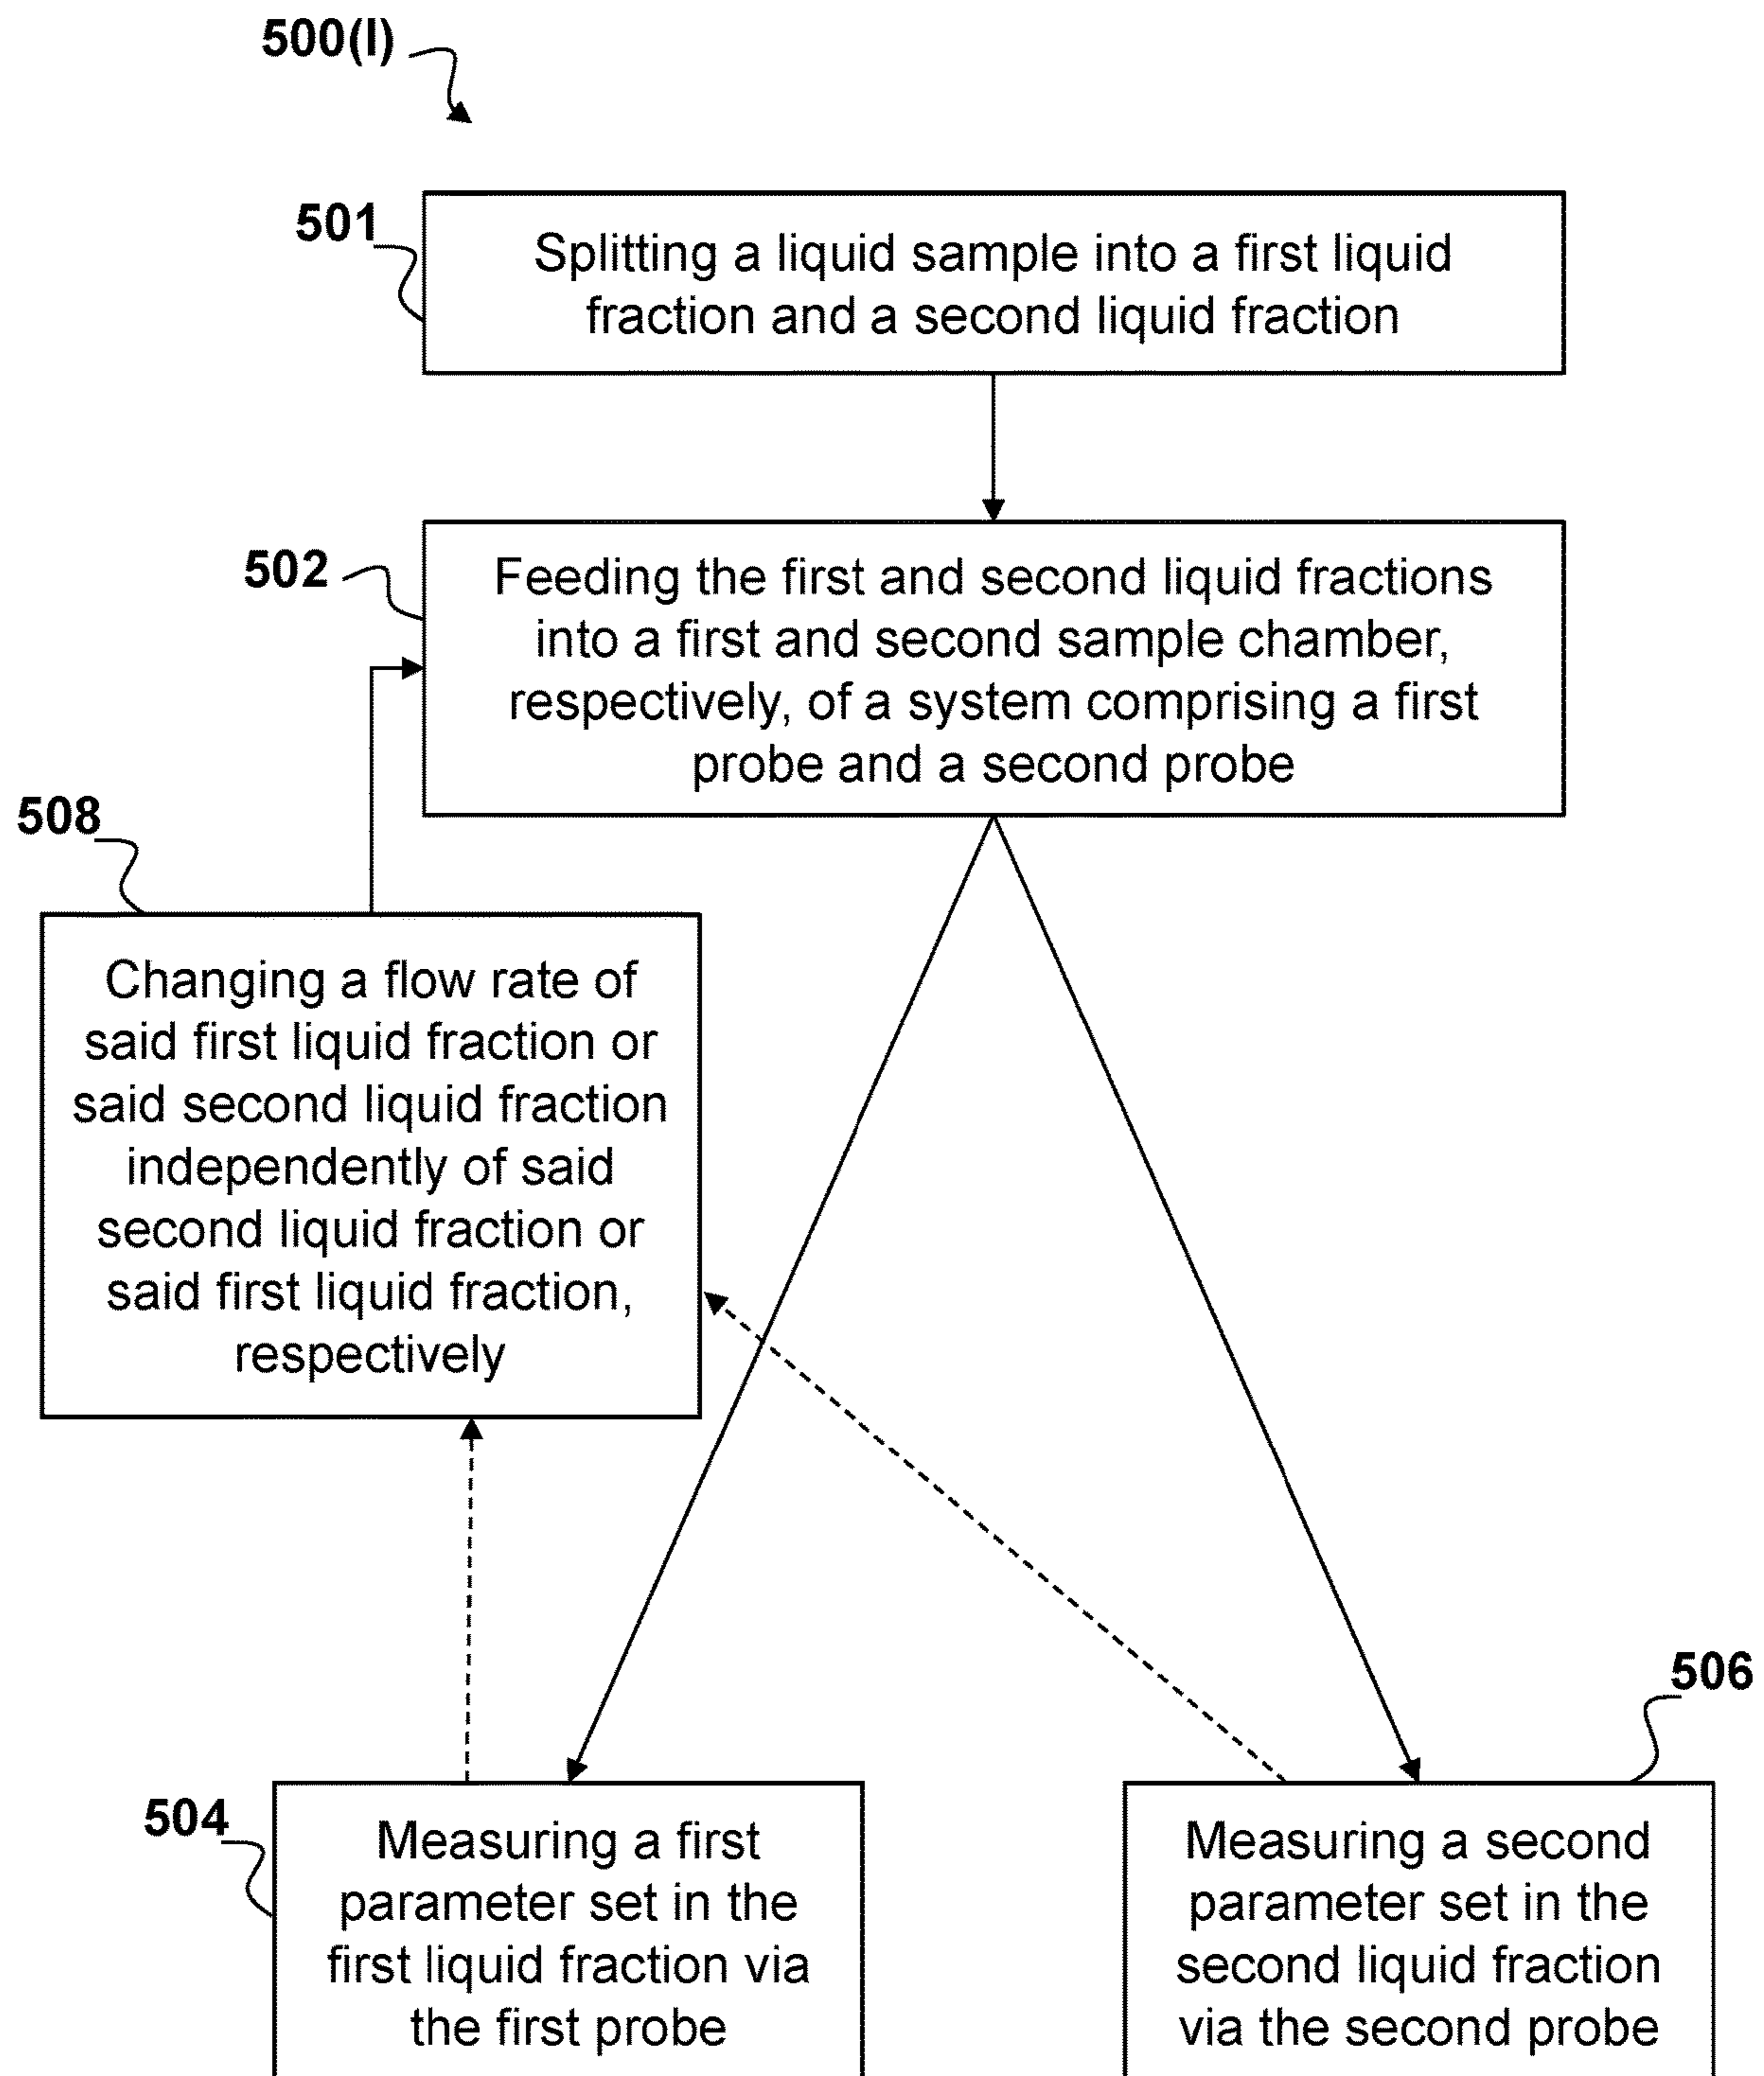 500(I)
501
Splitting a liquid sample into a first liquid
fraction and a second liquid fraction
502
Feeding the first and second liquid fractions
into a first and second sample chamber,
respectively, of a system comprising a first
probe and a second probe
508
Changing a flow rate of
said first liquid fraction or
said second liquid fraction
independently of said
second liquid fraction or
said first liquid fraction,
respectively
504
Measuring a first
parameter set in the
first liquid fraction via
the first probe
506
Measuring a second
parameter set in the
second liquid fraction
via the second probe